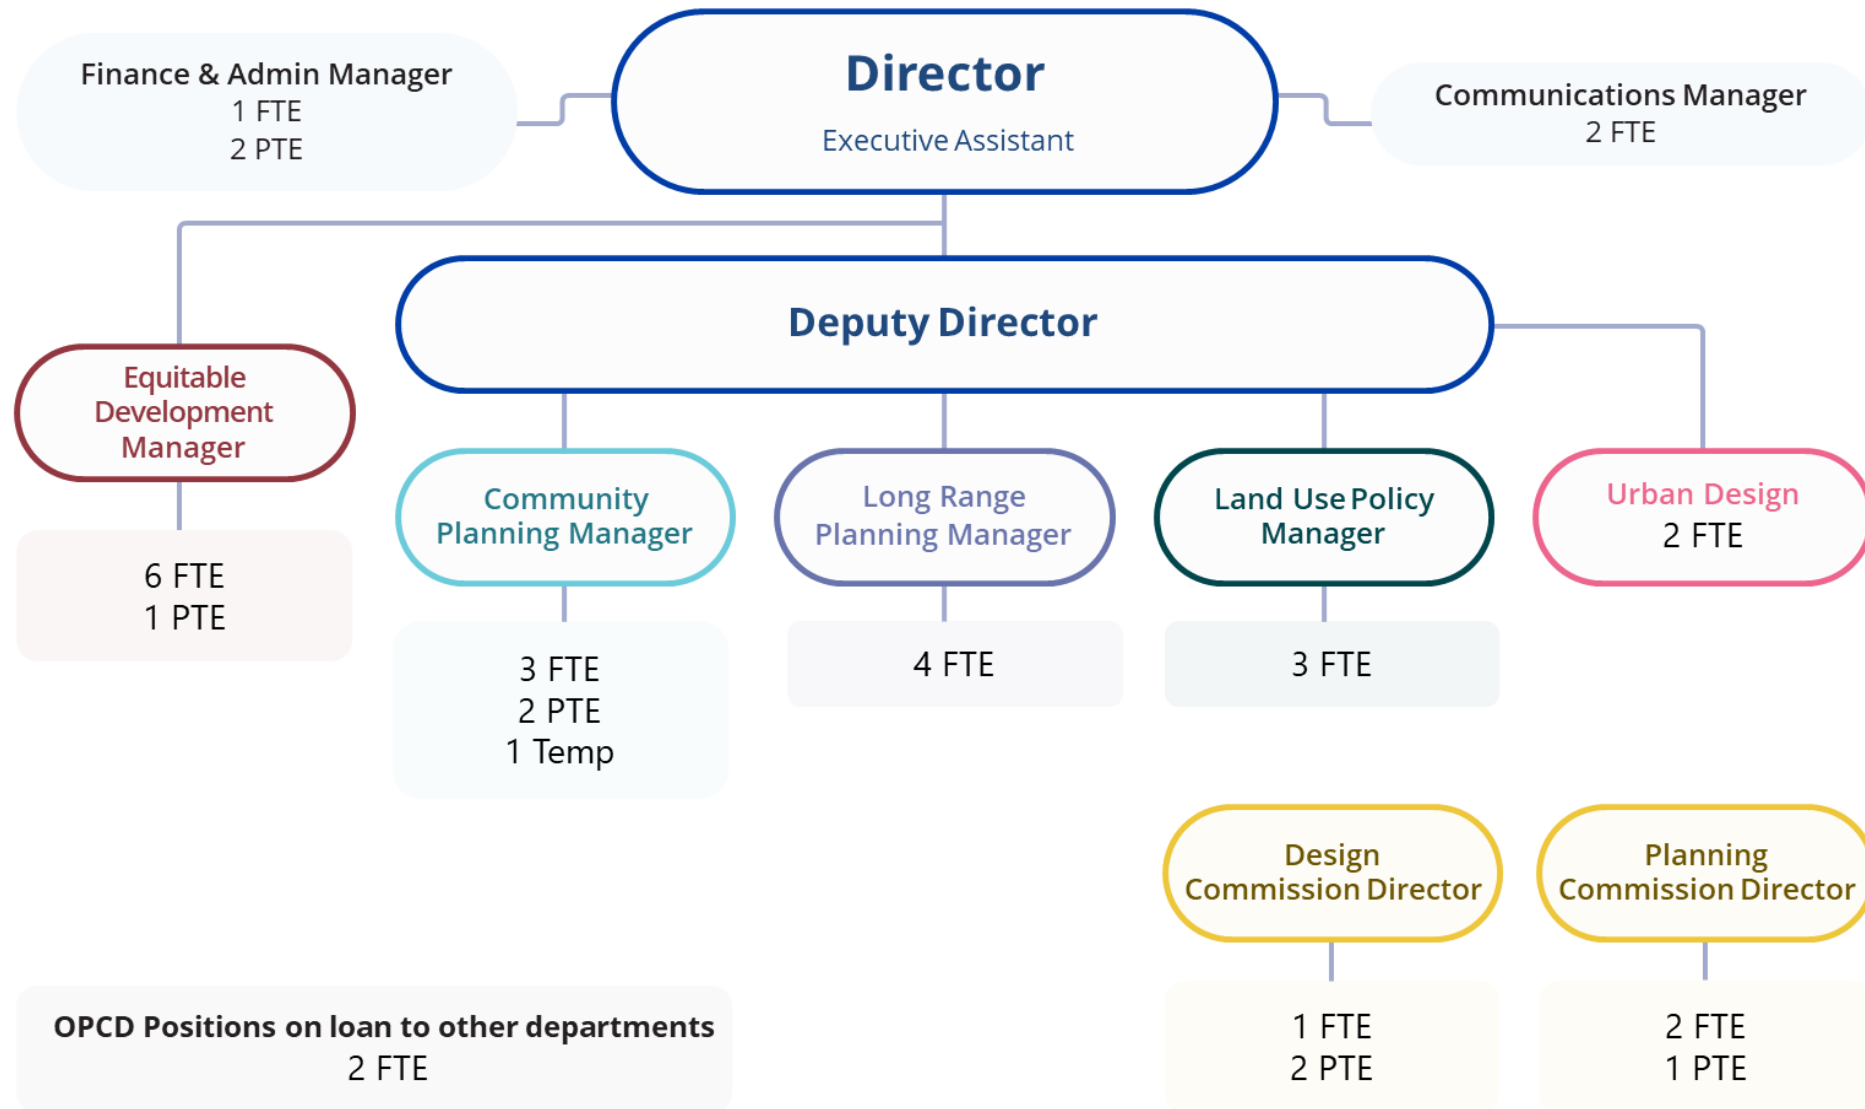 Finance & Admin Manager
1 FTE
2 PTE
Director
Executive Assistant
Communications Manager
2 FTE
Deputy Director
Equitable
Development
Manager
6 FTE
1 PTE
Community
Planning Manager
3 FTE
2 PTE
1 Temp
Long Range
Planning Manager
4 FTE
Land Use Policy
Manager
3 FTE
Urban Design
2 FTE
Design
Commission Director
1 FTE
2 PTE
Planning
Commission Director
2 FTE
1 PTE
OPCD Positions on loan to other departments
2 FTE